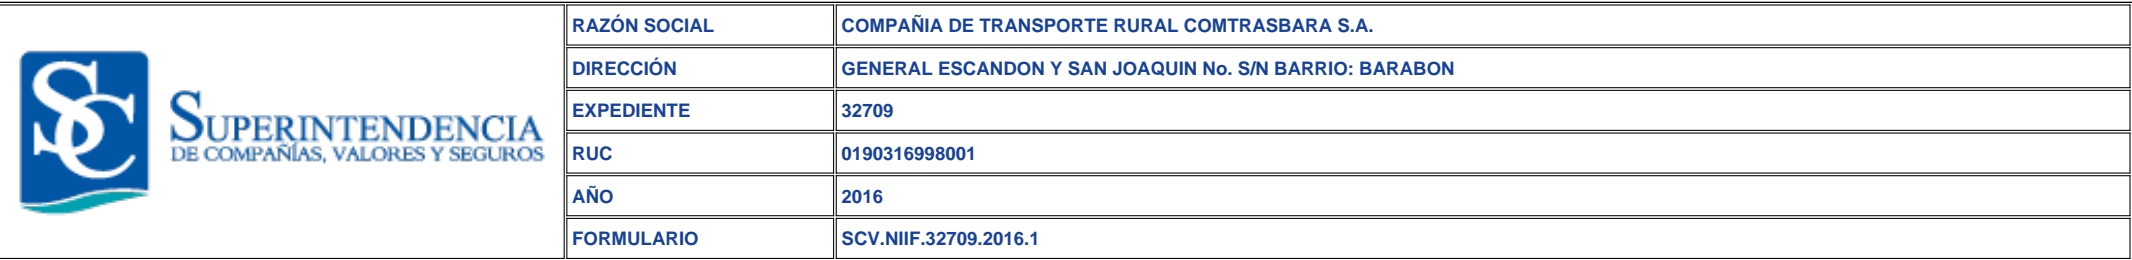 SC
SUPERINTENDENCIA
DE COMPAÑÍAS, VALORES Y SEGUROS
RAZÓN SOCIAL COMPAÑIA DE TRANSPORTE RURAL COMTRASBARA S.A.
DIRECCIÓN GENERAL ESCANDON Y SAN JOAQUIN No. S/N BARRIO: BARABON
EXPEDIENTE 32709
RUC 0190316998001
AÑO 2016
FORMULARIO SCV.NIIF.32709.2016.1